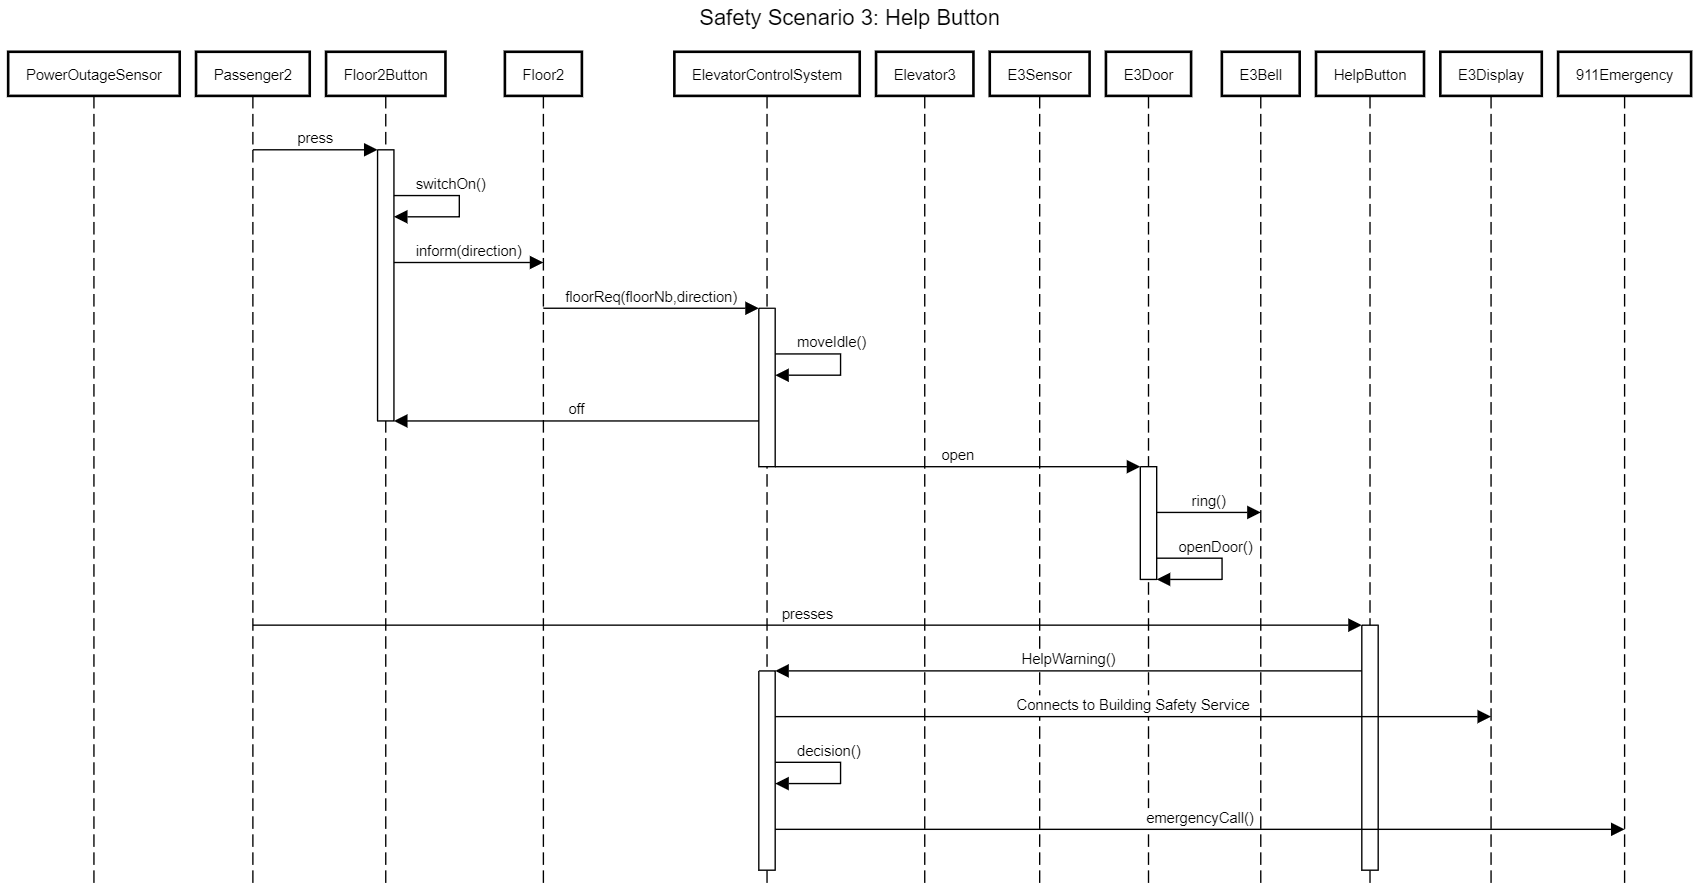 Safety Scenario 3: Help Button
PowerOutageSensor
Passenger2
Floor2Button
Floor2
ElevatorControlSystem
Elevator3
E3Sensor
E3Door
E3Bell
HelpButton
E3Display
911Emergency
press
switchOn()
inform(direction)
floorReq(floorNb,direction)
moveIdle()
off
open
ring()
openDoor()
presses
HelpWarning()
Connects to Building Safety Service
decision()
emergencyCall()